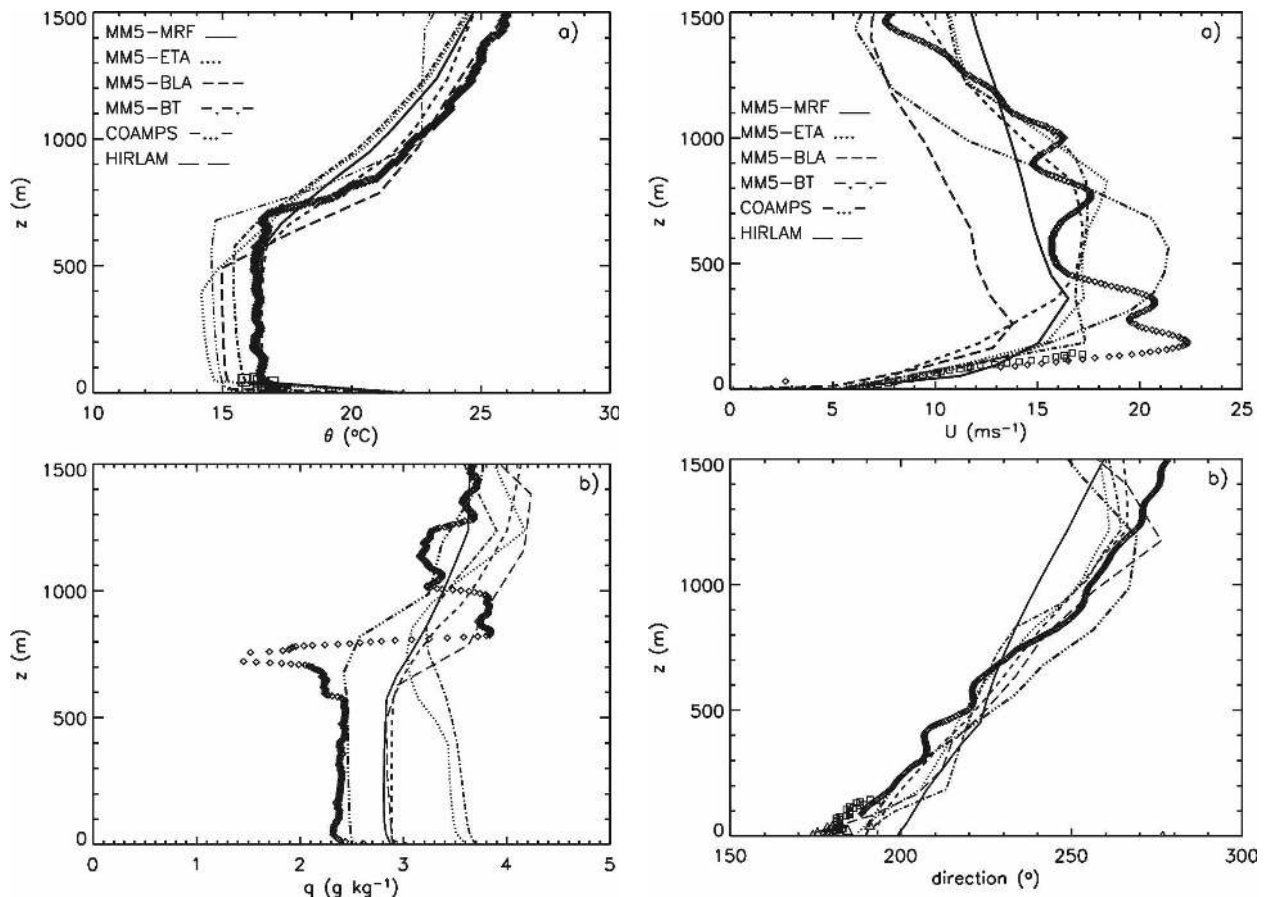 1500
1000
500
0
z (m)
a)
MM5-MRF
MM5-ETA
MM5-BLA
MM5-BT
COAMPS
HIRLAM
10 15 20 25 30
θ (°C)
1500
1000
500
0
z (m)
a)
MM5-MRF
MM5-ETA
MM5-BLA
MM5-BT
COAMPS
HIRLAM
0 5 10 15 20 25
U (ms⁻¹)
1500
1000
500
0
z (m)
b)
0 1 2 3 4 5
q (g kg⁻¹)
1500
1000
500
0
z (m)
b)
150 200 250 300
direction (°)